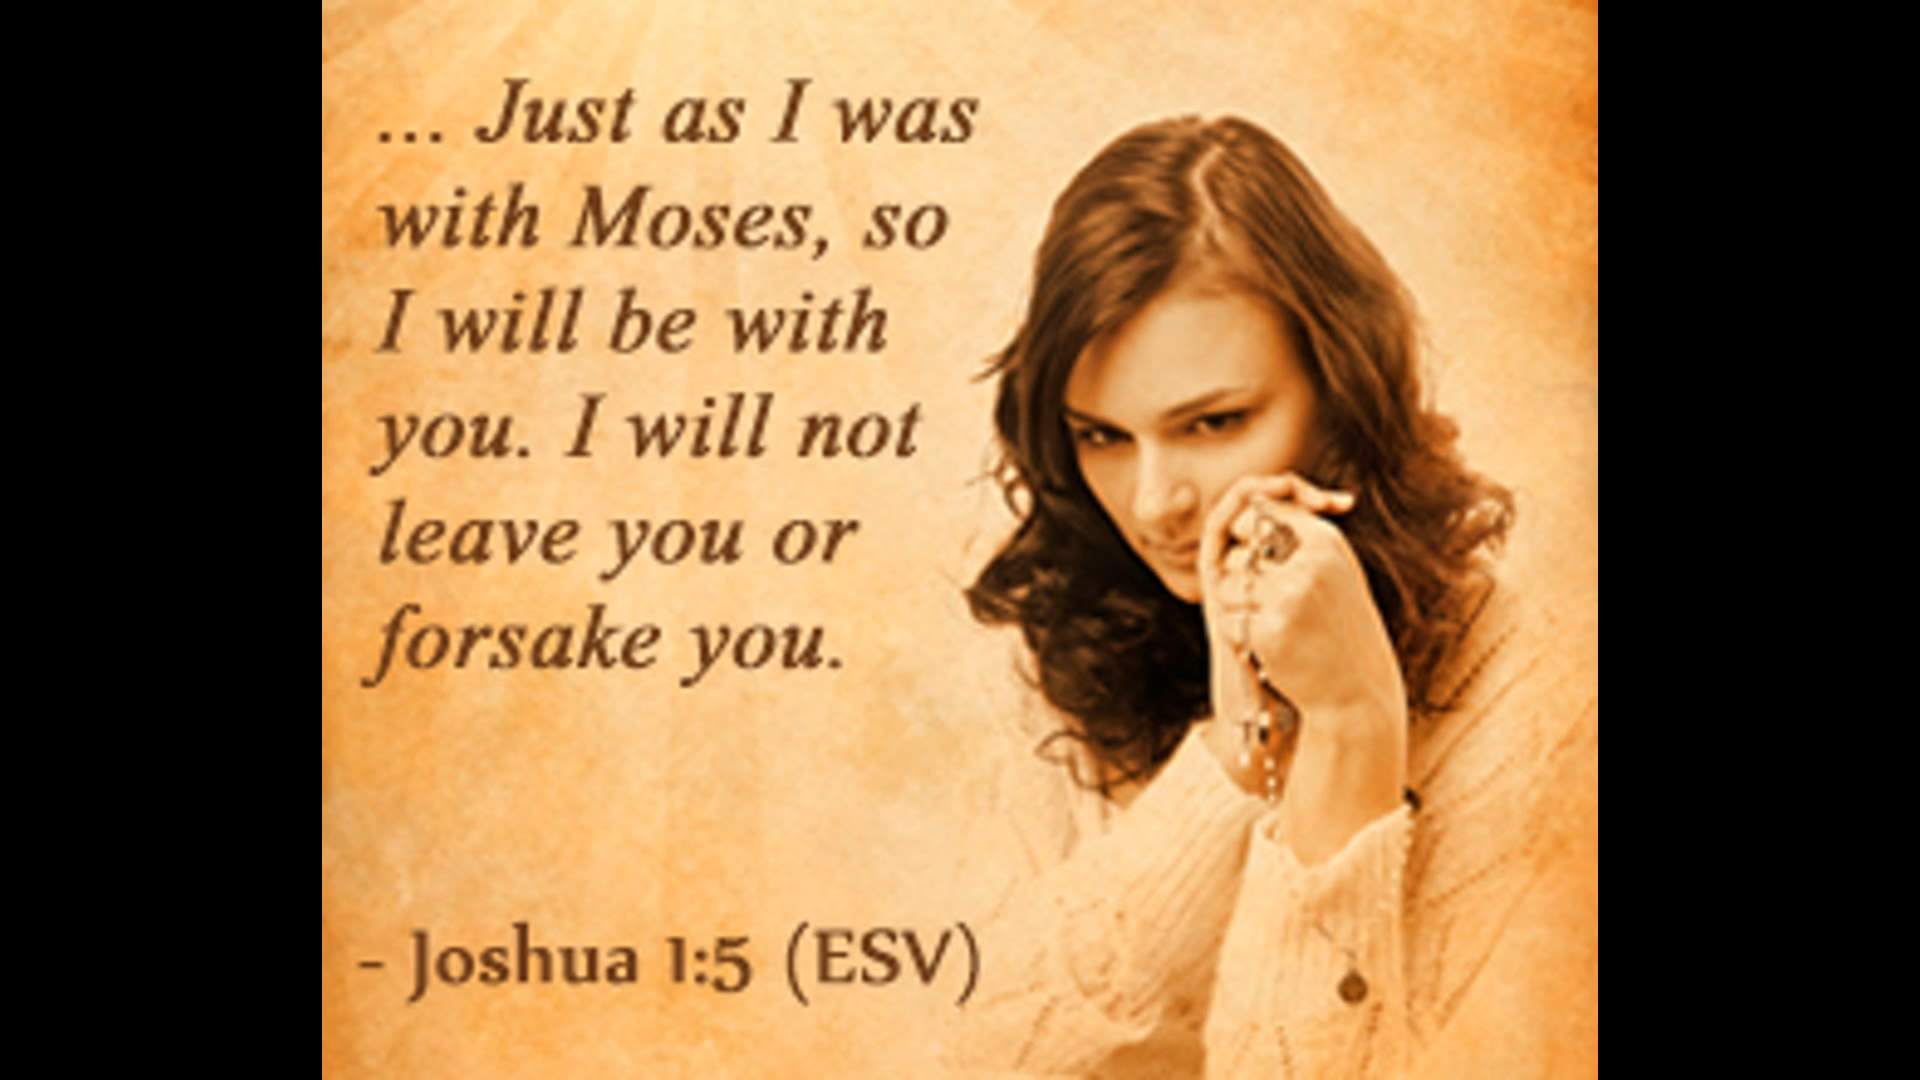 ... Just as I was
with Moses, so
I will be with
you. I will not
leave you or
forsake you.
- Joshua 1:5 (ESV)